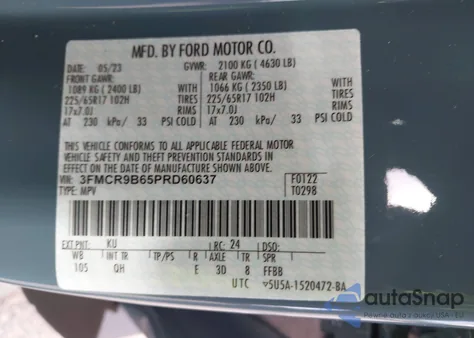 MFD. BY FORD MOTOR CO.
DATE: 05/23 GVWR: 2100 KG ( 4630 LB)
FRONT GAWR: REAR GAWR:
1089 KG ( 2400 LB) WITH 1066 KG ( 2350 LB) WITH
225/65R17 102H TIRES 225/65R17 102H TIRES
17x7.0J RIMS 17x7.0J RIMS
AT 230 kPa/ 33 PSI COLD AT 230 kPa/ 33 PSI COLD
THIS VEHICLE CONFORMS TO ALL APPLICABLE FEDERAL MOTOR
VEHICLE SAFETY AND BUMPER STANDARDS IN
EFFECT ON THE DATE OF MANUFACTURE SHOWN ABOVE.
VIN: 3FMCR9B65PRD60637 F0122
TYPE: MPV T0298
EXT PNT: KU RC: 24 DSO:
WB INT TR TP/PS R AXLE TR SPR
105 QH E 3D 8 FFBB
UTC 5U5A-1520472-BA
autoSnap